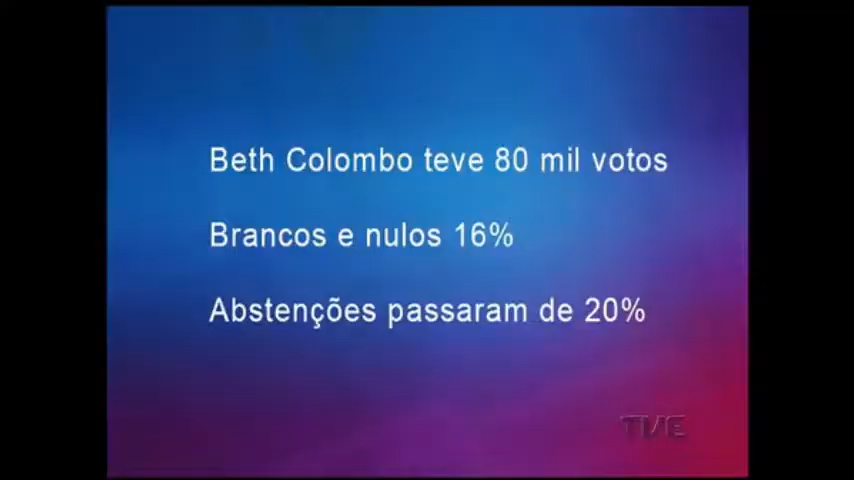 Beth Colombo teve 80 mil votos
Brancos e nulos 16%
Abstenções passaram de 20%
TVE